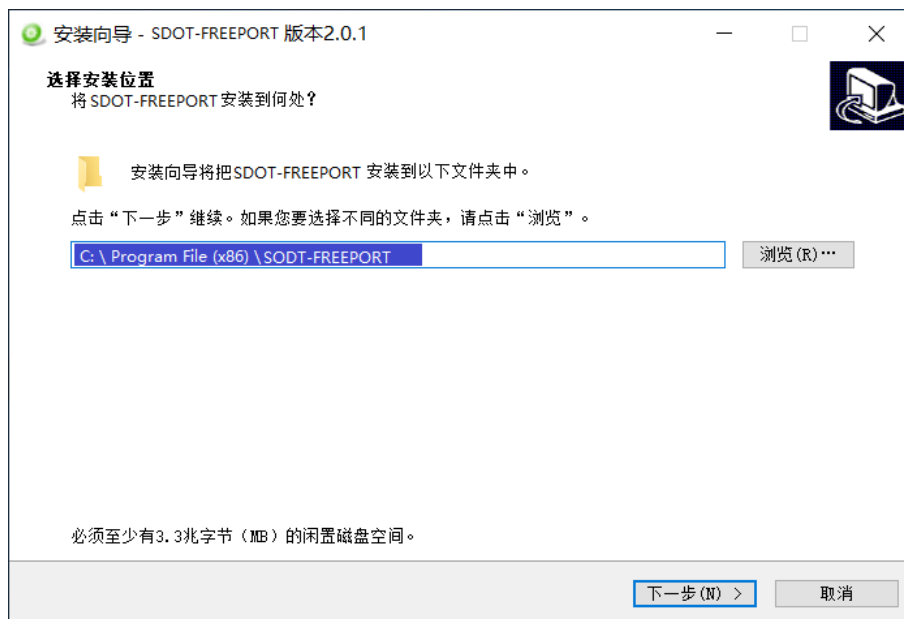 安装向导 - SDOT-FREEPORT 版本2.0.1
选择安装位置
将 SDOT-FREEPORT 安装到何处？
安装向导将把SDOT-FREEPORT 安装到以下文件夹中。
点击“下一步”继续。如果您要选择不同的文件夹，请点击“浏览”。
C: \ Program File (x86) \ SODT-FREEPORT
浏览(R)…
必须至少有3.3兆字节（MB）的闲置磁盘空间。
下一步(N) >
取消